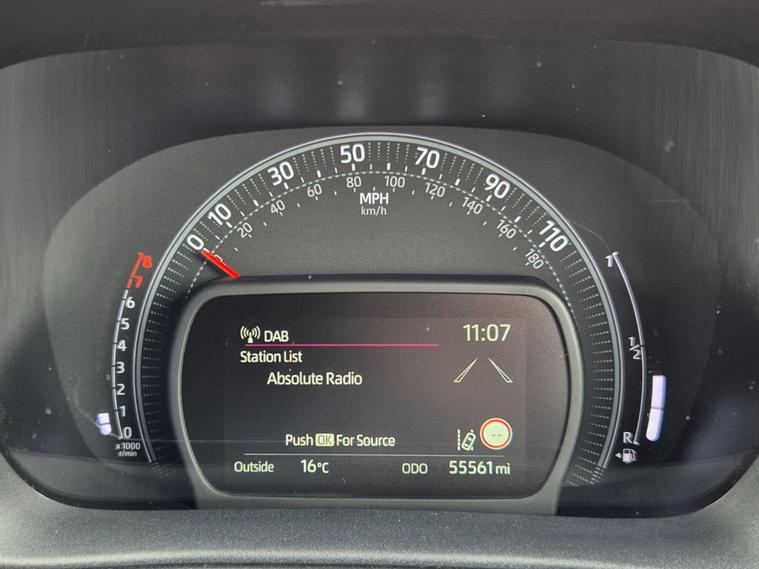 0 10 30 50 70 90 110
MPH
km/h
20 40 60 80 100 120 140 160 180
8
7
6
5
4
3
2
1
0
x1000
r/min
1
1/2
R
DAB 11:07
Station List
Absolute Radio
Push OK For Source
--
Outside 16°C ODO 55561 mi